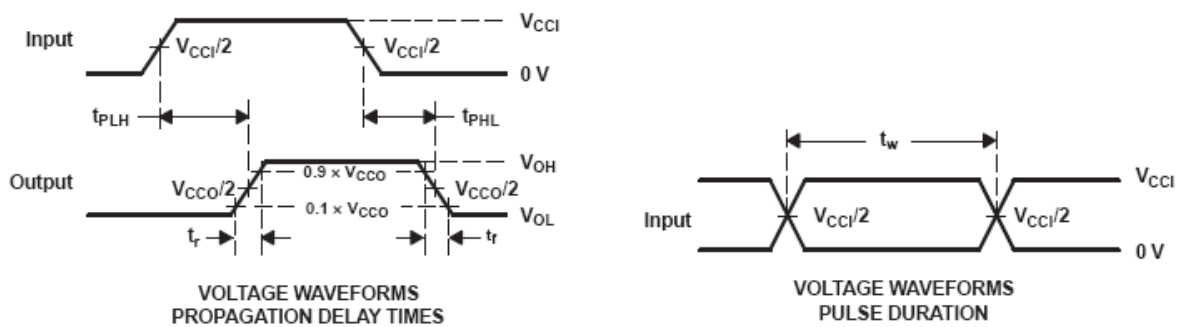 V_CCI
Input
V_CCI/2
V_CCI/2
0 V
t_PLH
t_PHL
V_OH
0.9 × V_CCO
Output
V_CCO/2
V_CCO/2
0.1 × V_CCO
V_OL
t_r
t_f
VOLTAGE WAVEFORMS
PROPAGATION DELAY TIMES
t_w
V_CCI
Input
V_CCI/2
V_CCI/2
0 V
VOLTAGE WAVEFORMS
PULSE DURATION